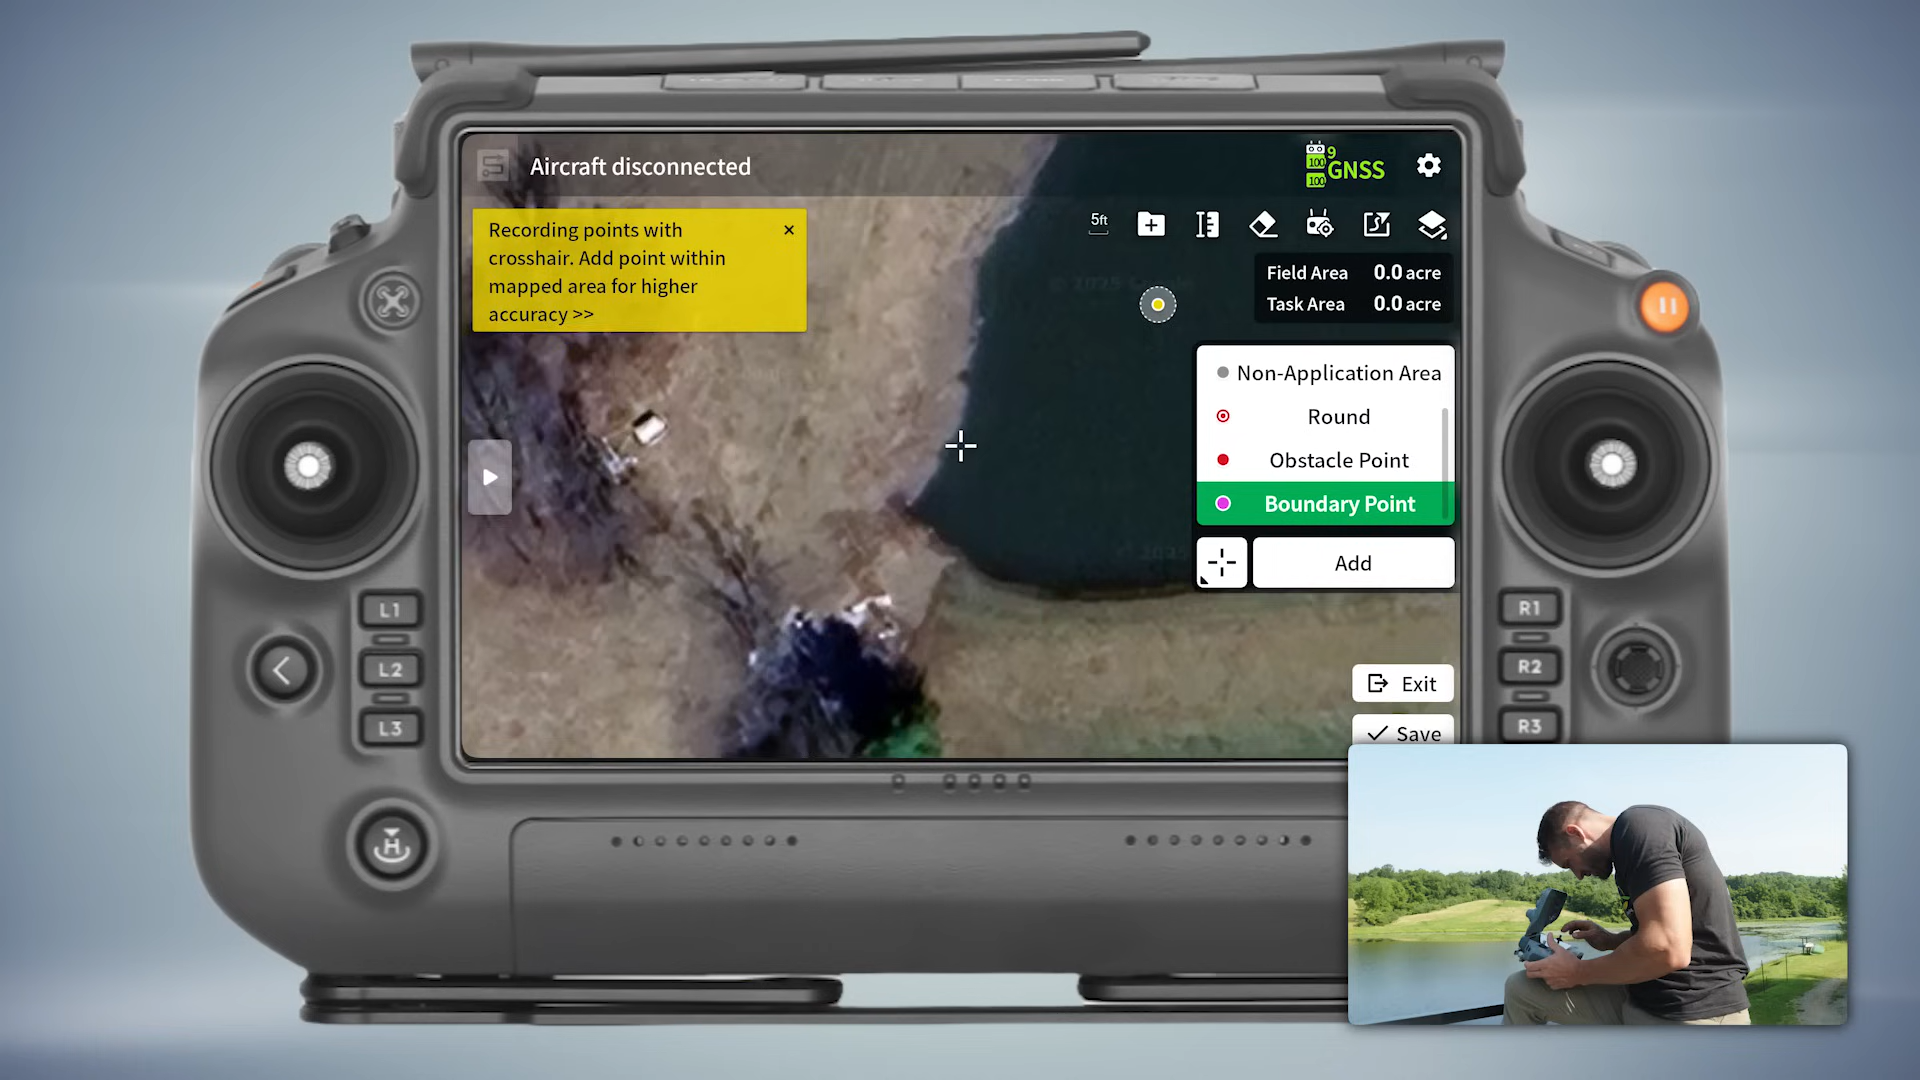 Aircraft disconnected
9
100
100
GNSS
Recording points with
crosshair. Add point within
mapped area for higher
accuracy >>
×
5ft
Field Area 0.0 acre
Task Area 0.0 acre
Non-Application Area
Round
Obstacle Point
Boundary Point
Add
Exit
Save
L1
L2
L3
R1
R2
R3
H